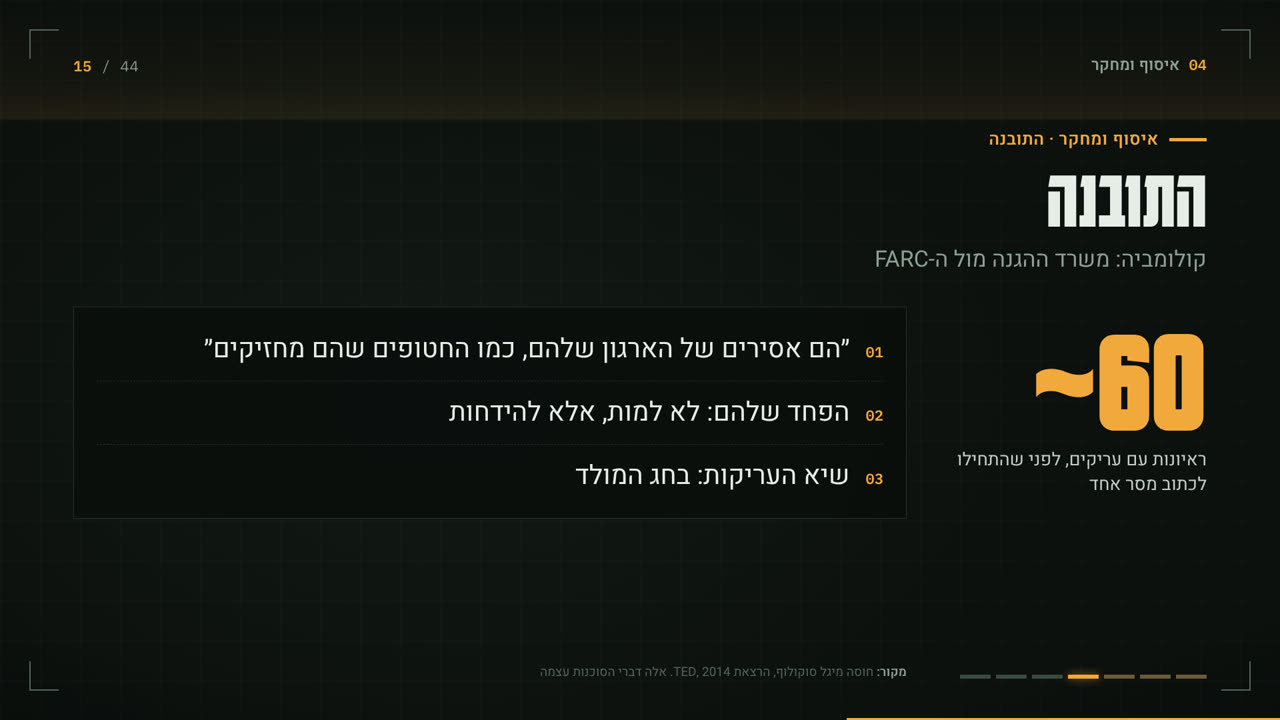 04 איסוף ומחקר
15 / 44
איסוף ומחקר · התובנה
התובנה
קולומביה: משרד ההגנה מול ה-FARC
~60
ראיונות עם עריקים, לפני שהתחילו
לכתוב מסר אחד
01 "הם אסירים של הארגון שלהם, כמו החטופים שהם מחזיקים"
02 הפחד שלהם: לא למות, אלא להידחות
03 שיא העריקות: בחג המולד
מקור: חוסה מיגל סוקולוף, הרצאת TED, 2014. אלה דברי הסוכנות עצמה